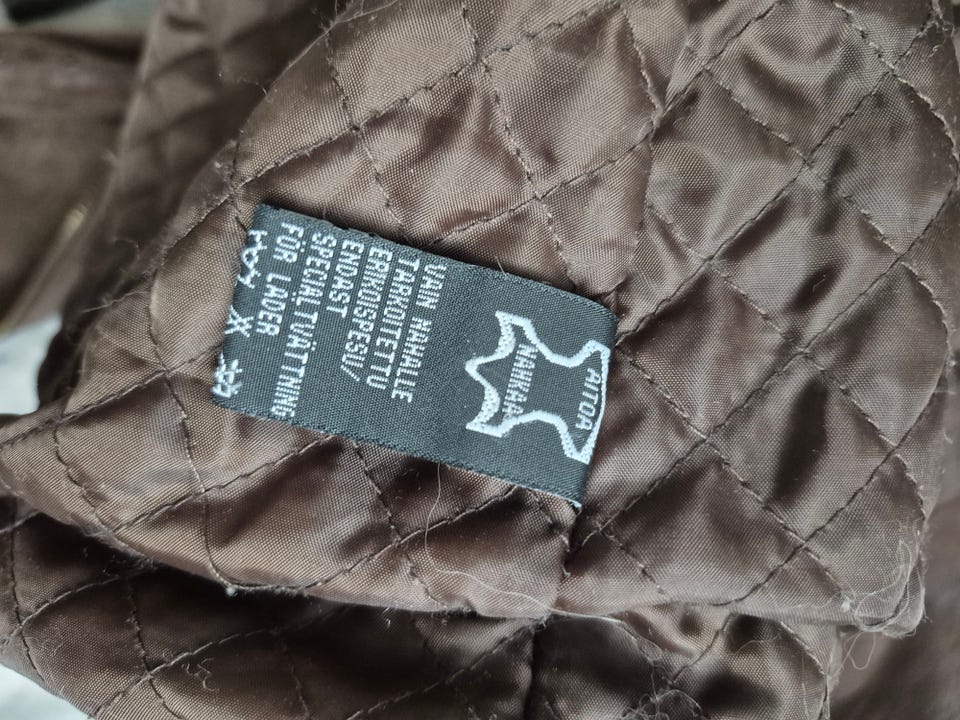 AITOA
NAHKAA
VAIN NAHALLE
TARKOITETTU
ERIKOISPESU/
ENDAST
SPECIALTVÄTTNING
FÖR LÄDER